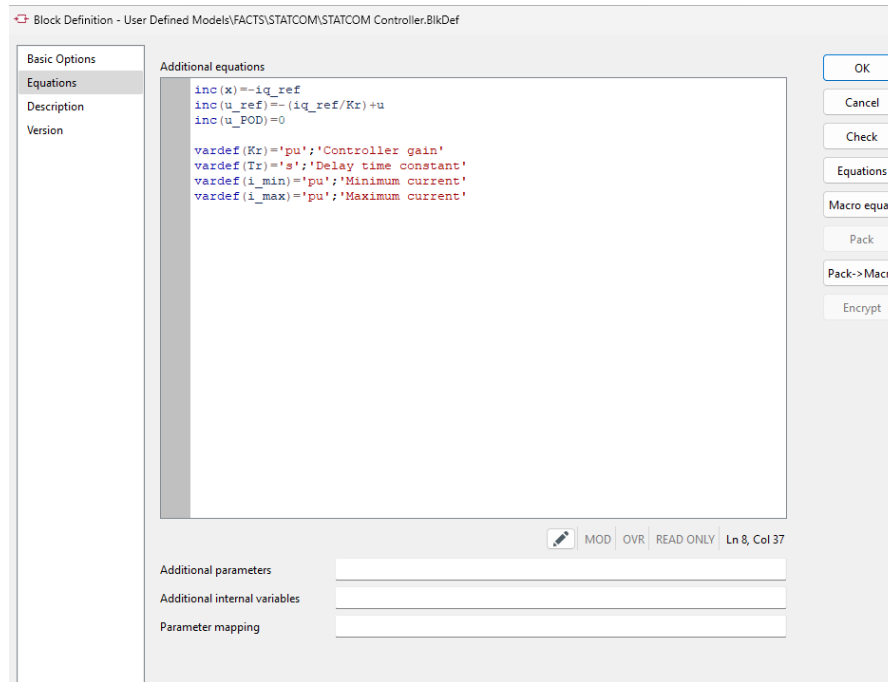 Block Definition - User Defined Models\FACTS\STATCOM\STATCOM Controller.BlkDef
Basic Options
Equations
Description
Version
Additional equations
inc(x)=-iq_ref
inc(u_ref)=-(iq_ref/Kr)+u
inc(u_POD)=0
vardef(Kr)='pu';'Controller gain'
vardef(Tr)='s';'Delay time constant'
vardef(i_min)='pu';'Minimum current'
vardef(i_max)='pu';'Maximum current'
MOD OVR READ ONLY Ln 8, Col 37
Additional parameters
Additional internal variables
Parameter mapping
OK
Cancel
Check
Equations
Macro equa
Pack
Pack->Macr
Encrypt